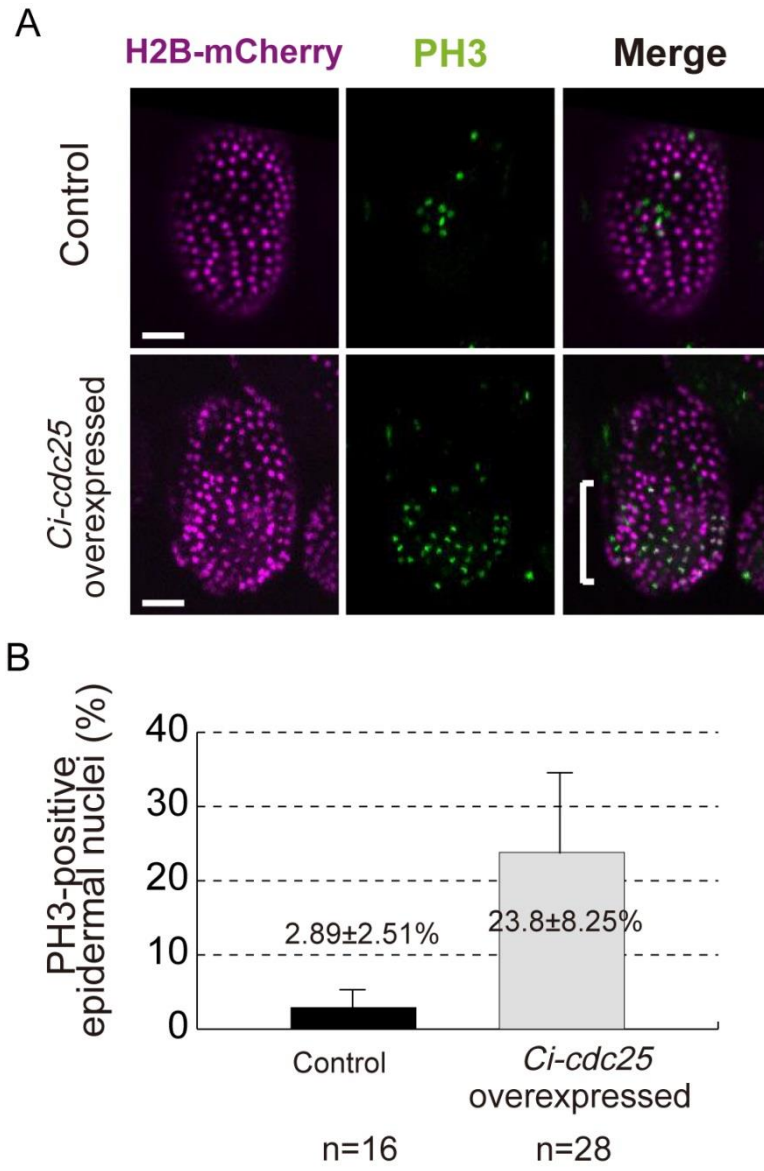 A
H2B-mCherry PH3 Merge
Control
Ci-cdc25
overexpressed
B
PH3-positive
epidermal nuclei (%)
40
30
20
10
0
2.89±2.51%
23.8±8.25%
Control
Ci-cdc25
overexpressed
n=16 n=28